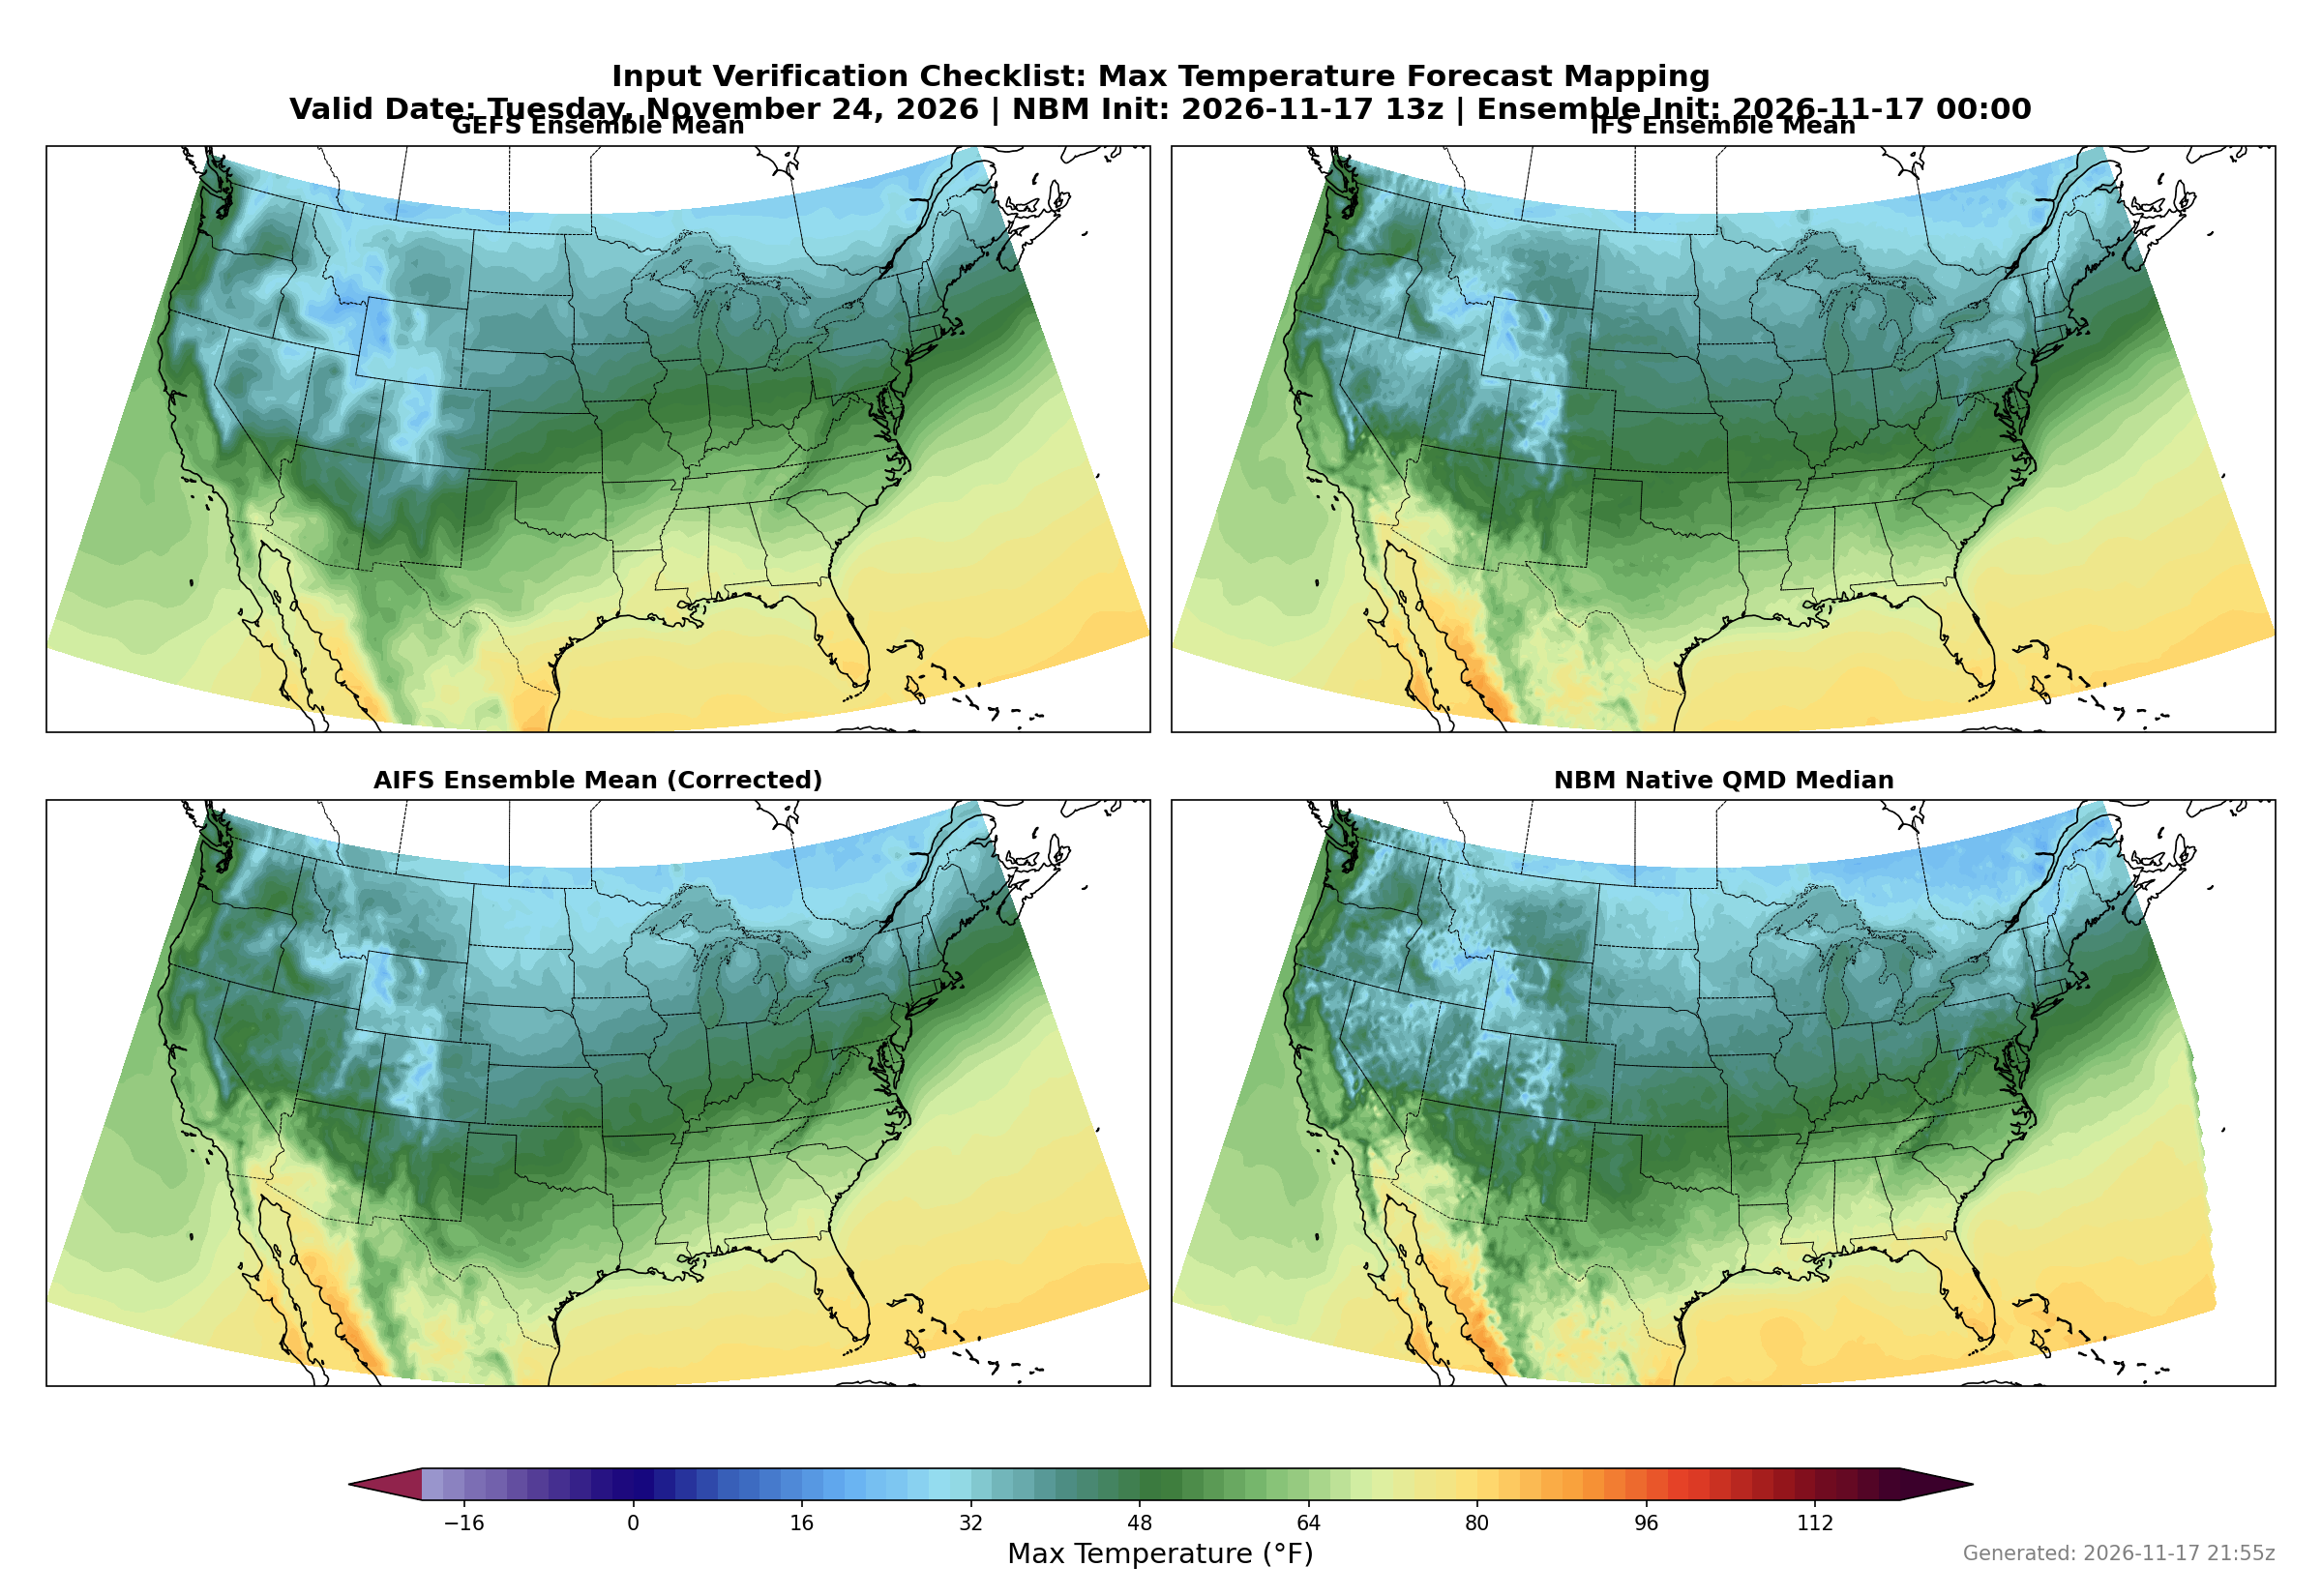 Input Verification Checklist: Max Temperature Forecast Mapping
Valid Date: Tuesday, November 24, 2026 | NBM Init: 2026-11-17 13z | Ensemble Init: 2026-11-17 00:00
GEFS Ensemble Mean
IFS Ensemble Mean
AIFS Ensemble Mean (Corrected)
NBM Native QMD Median
−16 0 16 32 48 64 80 96 112
Max Temperature (°F)
Generated: 2026-11-17 21:55z